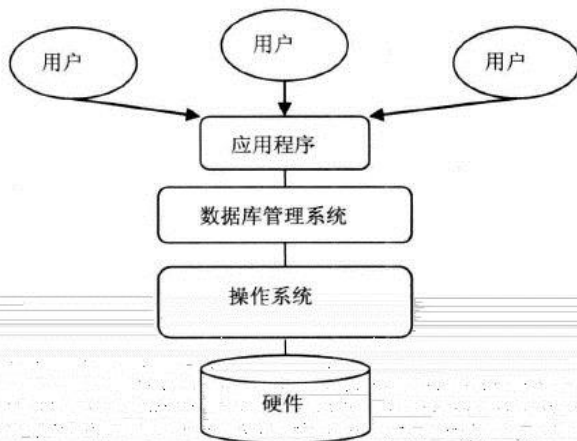 用户
用户
用户
应用程序
数据库管理系统
操作系统
硬件